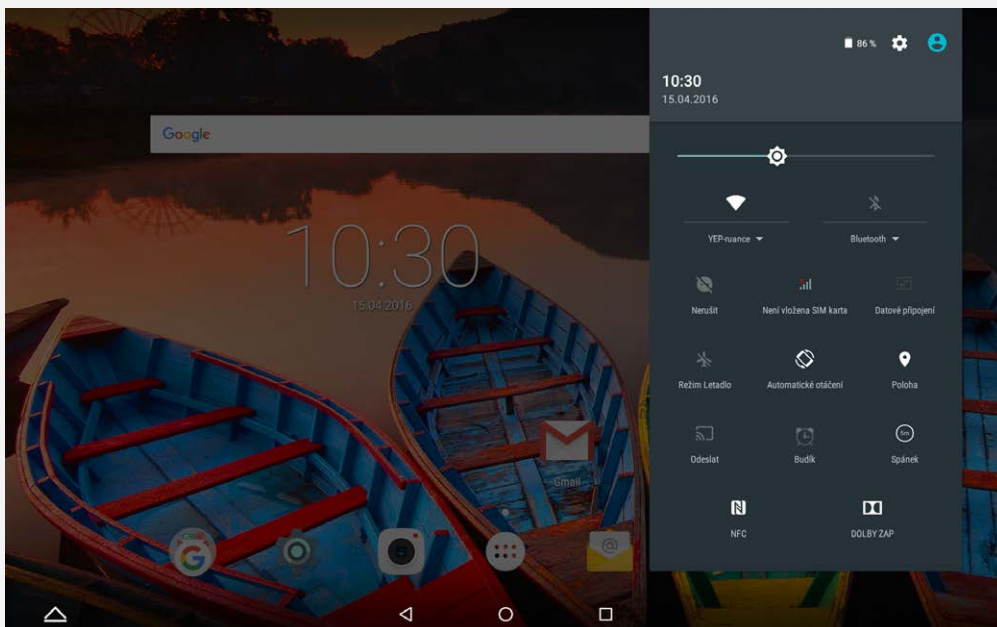 86 %
10:30
15.04.2016
Google
10:30
15.04.2016
YEP-ruance
Bluetooth
Nerušit
Není vložena SIM karta
Datové připojení
Režim Letadlo
Automatické otáčení
Poloha
Odeslat
Budík
5m
Spánek
Gmail
NFC
DOLBY ZAP